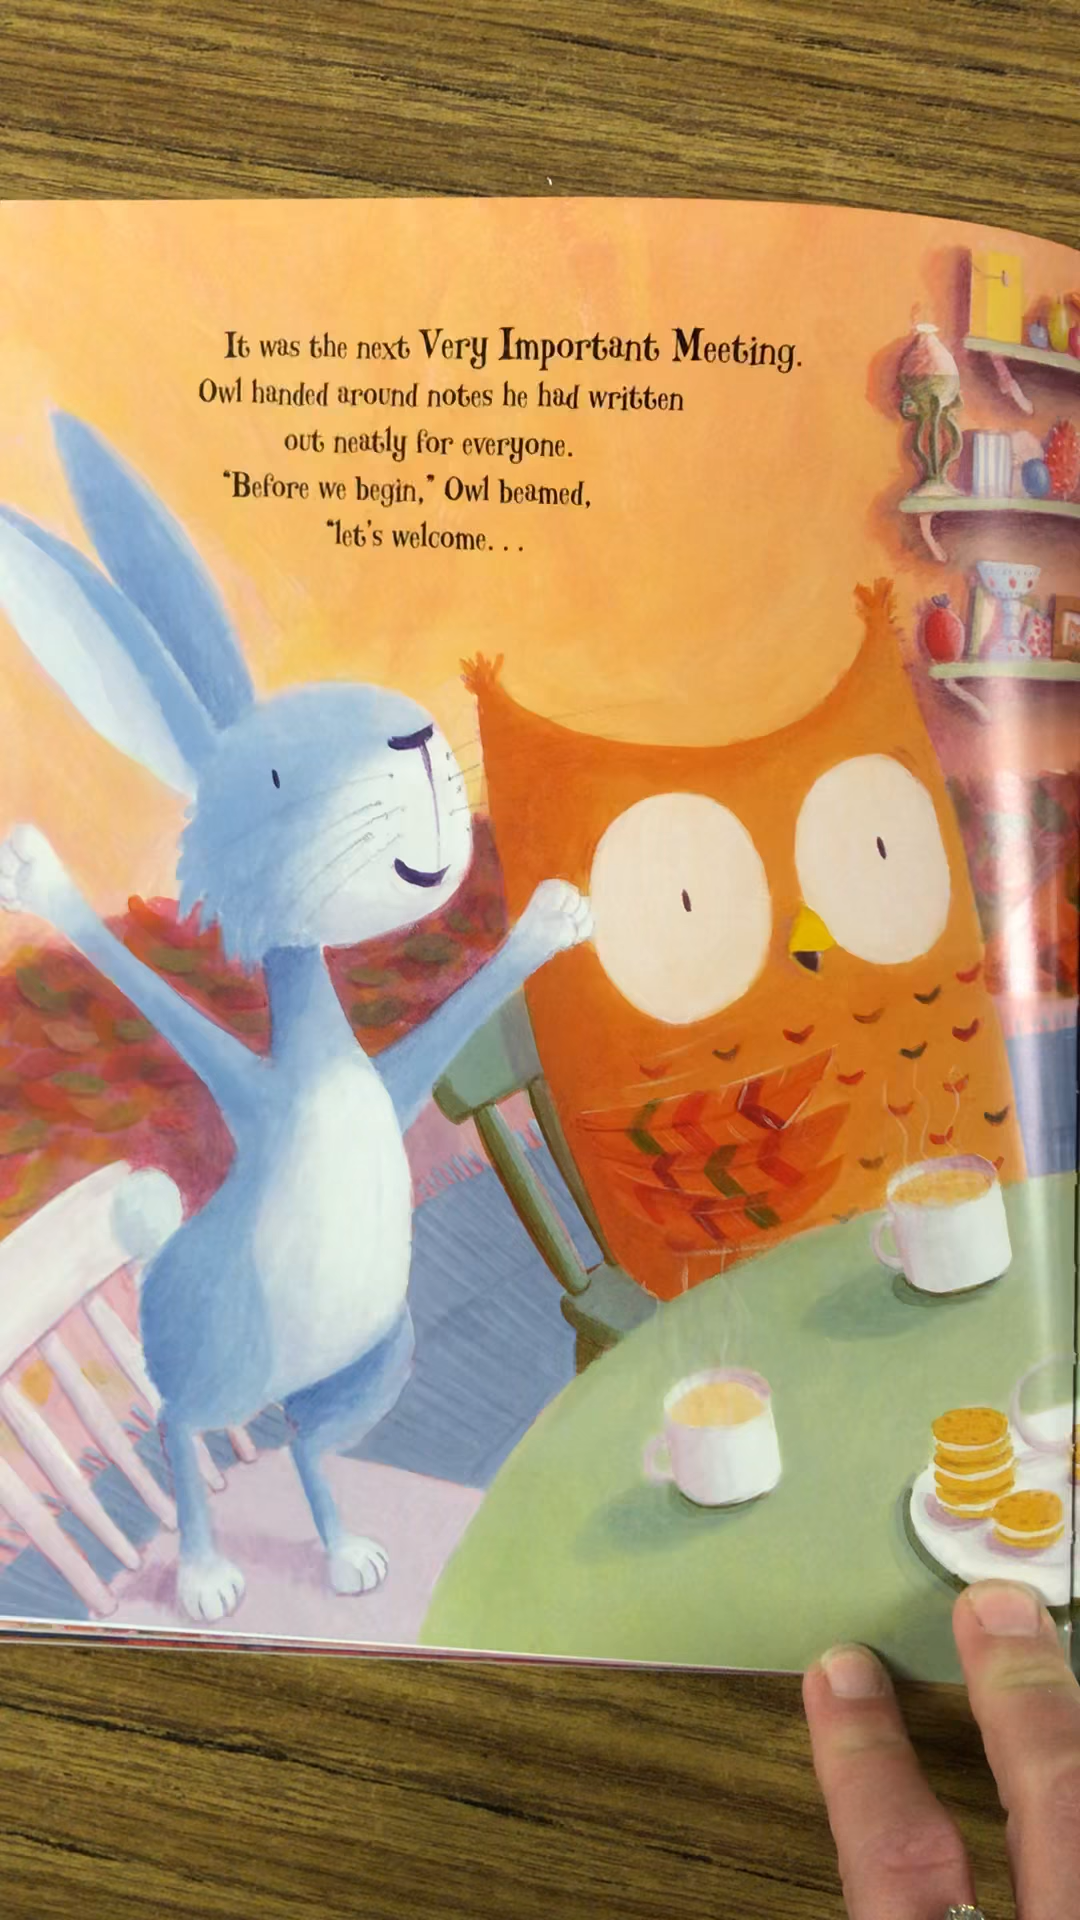 It was the next Very Important Meeting.
Owl handed around notes he had written
out neatly for everyone.
“Before we begin,” Owl beamed,
“let's welcome. . .